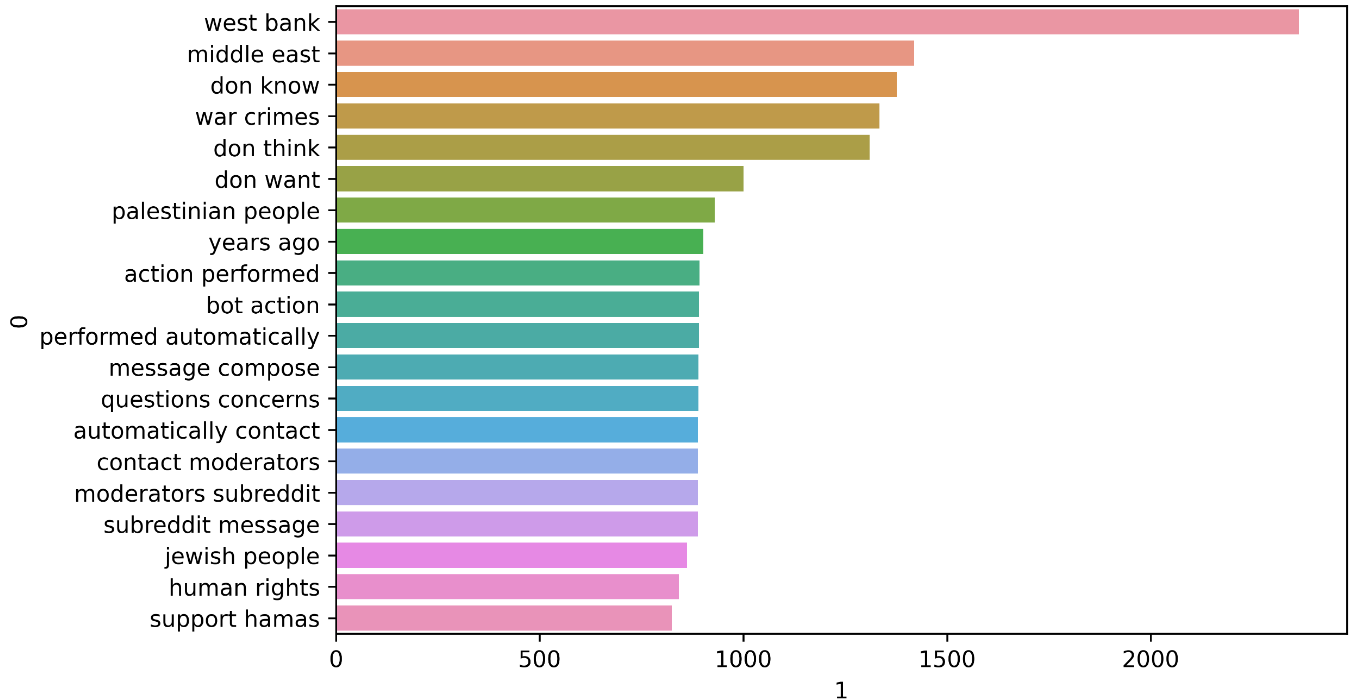 west bank
middle east
don know
war crimes
don think
don want
palestinian people
years ago
action performed
bot action
performed automatically
message compose
questions concerns
automatically contact
contact moderators
moderators subreddit
subreddit message
jewish people
human rights
support hamas
0
0 500 1000 1500 2000
1